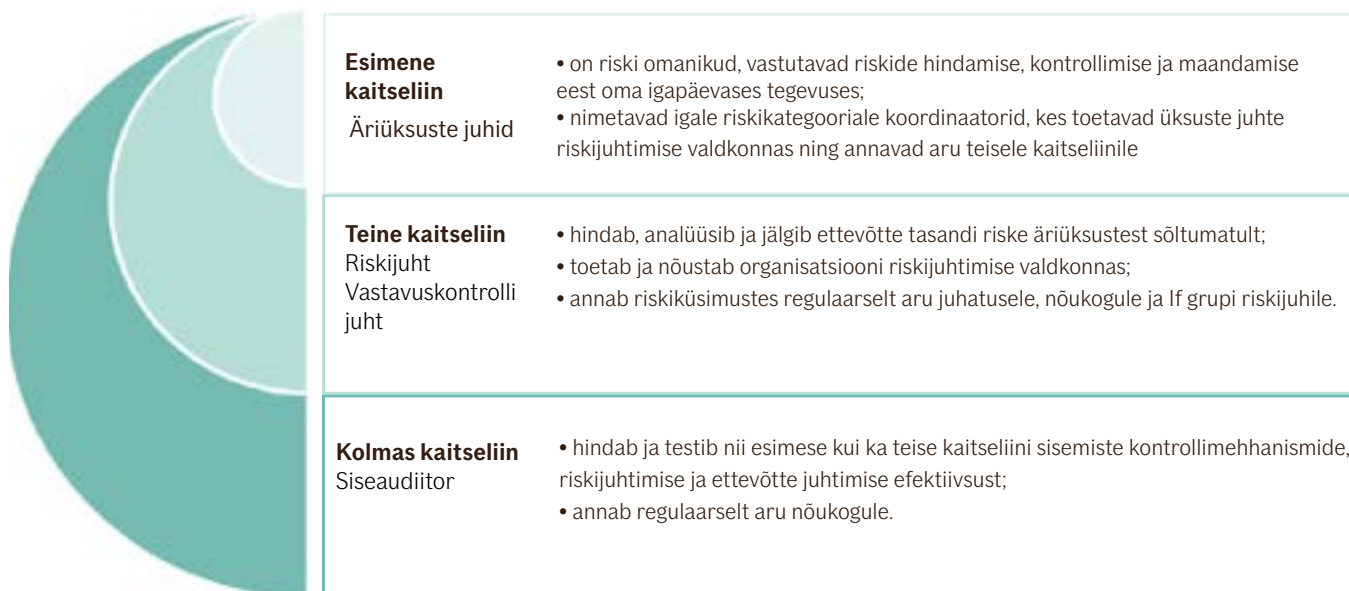 Esimene
kaitseliin
Äriüksuste juhid
• on riski omanikud, vastutavad riskide hindamise, kontrollimise ja maandamise
eest oma igapäevases tegevuses;
• nimetavad igale riskikategooriale koordinaatorid, kes toetavad üksuste juhte
riskijuhtimise valdkonnas ning annavad aru teisele kaitseliinile
Teine kaitseliin
Riskijuht
Vastavuskontrolli
juht
• hindab, analüüsib ja jälgib ettevõtte tasandi riske äriüksustest sõltumatult;
• toetab ja nõustab organisatsiooni riskijuhtimise valdkonnas;
• annab riskiküsimustes regulaarselt aru juhatusele, nõukogule ja If grupi riskijuhile.
Kolmas kaitseliin
Siseaudiitor
• hindab ja testib nii esimese kui ka teise kaitseliini sisemiste kontrollimehhanismide,
riskijuhtimise ja ettevõtte juhtimise efektiivsust;
• annab regulaarselt aru nõukogule.